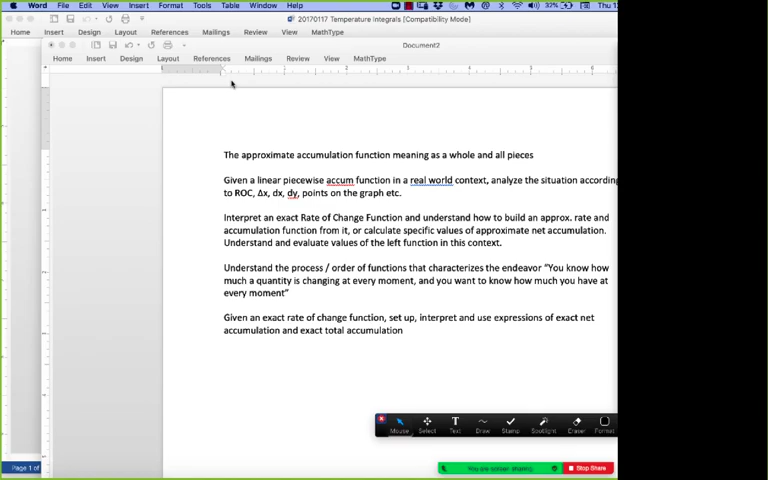 Word File Edit View Insert Format Tools Table Window Help 32% Thu 1
20170117 Temperature Integrals [Compatibility Mode]
Home Insert Design Layout References Mailings Review View MathType
Document2
Home Insert Design Layout References Mailings Review View MathType
The approximate accumulation function meaning as a whole and all pieces
Given a linear piecewise accum function in a real world context, analyze the situation according
to ROC, Δx, dx, dy, points on the graph etc.
Interpret an exact Rate of Change Function and understand how to build an approx. rate and
accumulation function from it, or calculate specific values of approximate net accumulation.
Understand and evaluate values of the left function in this context.
Understand the process / order of functions that characterizes the endeavor “You know how
much a quantity is changing at every moment, and you want to know how much you have at
every moment”
Given an exact rate of change function, set up, interpret and use expressions of exact net
accumulation and exact total accumulation
Mouse Select Text Draw Stamp Spotlight Eraser Format
Page 1 of
You are screen sharing Stop Share